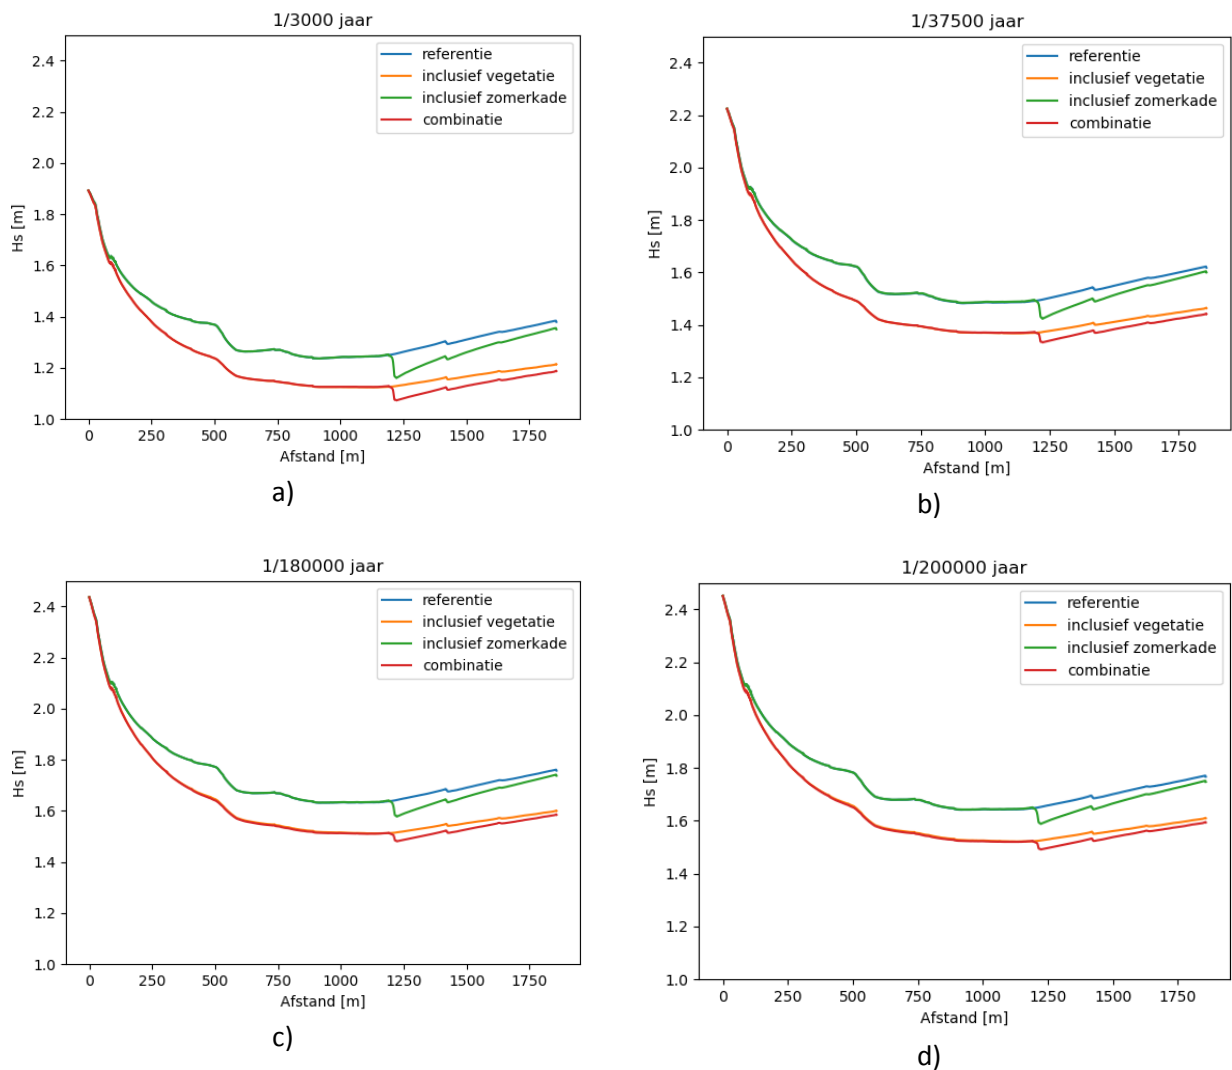 1/3000 jaar
referentie
inclusief vegetatie
inclusief zomerkade
combinatie
Hs [m]
2.4
2.2
2.0
1.8
1.6
1.4
1.2
1.0
0 250 500 750 1000 1250 1500 1750
Afstand [m]
a)
1/37500 jaar
referentie
inclusief vegetatie
inclusief zomerkade
combinatie
Hs [m]
2.4
2.2
2.0
1.8
1.6
1.4
1.2
1.0
0 250 500 750 1000 1250 1500 1750
Afstand [m]
b)
1/180000 jaar
referentie
inclusief vegetatie
inclusief zomerkade
combinatie
Hs [m]
2.4
2.2
2.0
1.8
1.6
1.4
1.2
1.0
0 250 500 750 1000 1250 1500 1750
Afstand [m]
c)
1/200000 jaar
referentie
inclusief vegetatie
inclusief zomerkade
combinatie
Hs [m]
2.4
2.2
2.0
1.8
1.6
1.4
1.2
1.0
0 250 500 750 1000 1250 1500 1750
Afstand [m]
d)